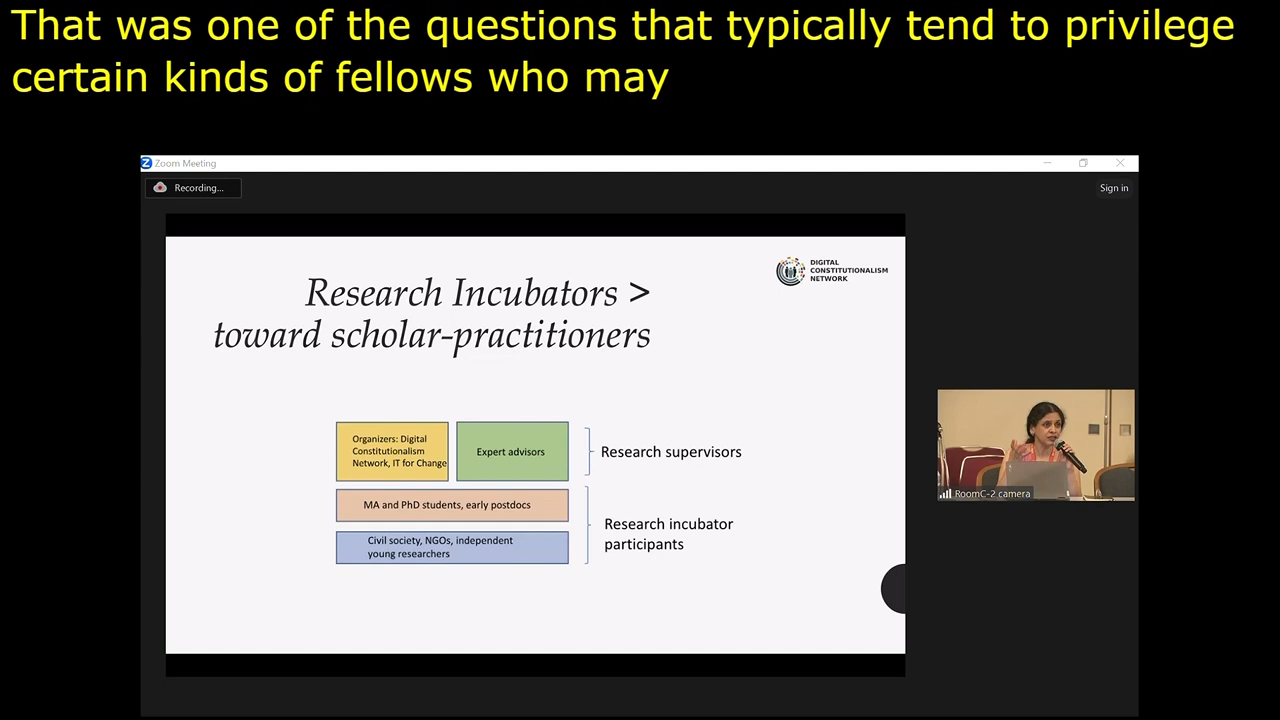 That was one of the questions that typically tend to privilege
certain kinds of fellows who may
Zoom Meeting
Recording...
Sign in
DIGITAL
CONSTITUTIONALISM
NETWORK
Research Incubators >
toward scholar-practitioners
Organizers: Digital
Constitutionalism
Network, IT for Change
Expert advisors
Research supervisors
MA and PhD students, early postdocs
Civil society, NGOs, independent
young researchers
Research incubator
participants
RoomC-2 camera